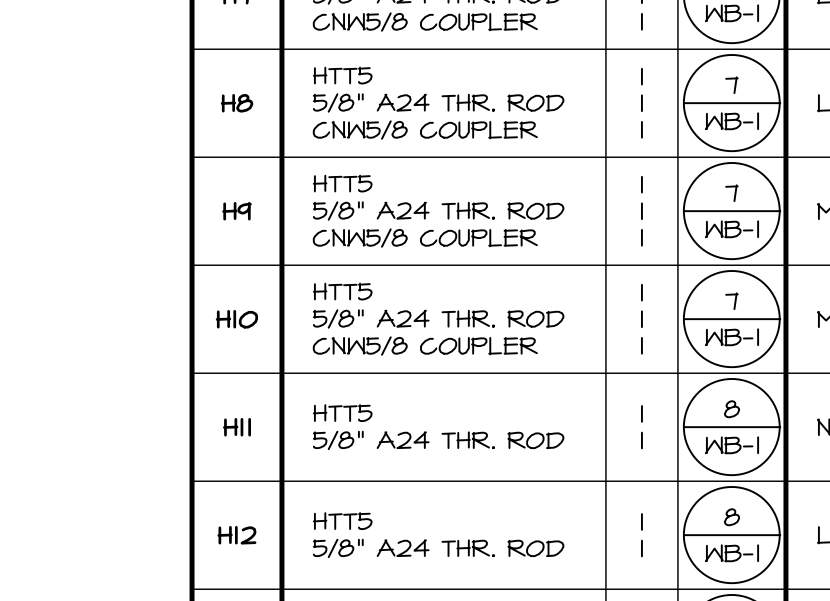 CNW5/8 COUPLER
1
WB-1
H8
HTT5
5/8" A24 THR. ROD
CNW5/8 COUPLER
1
1
1
7
WB-1
L
H9
HTT5
5/8" A24 THR. ROD
CNW5/8 COUPLER
1
1
1
7
WB-1
M
H10
HTT5
5/8" A24 THR. ROD
CNW5/8 COUPLER
1
1
1
7
WB-1
M
H11
HTT5
5/8" A24 THR. ROD
1
1
8
WB-1
N
H12
HTT5
5/8" A24 THR. ROD
1
1
8
WB-1
L